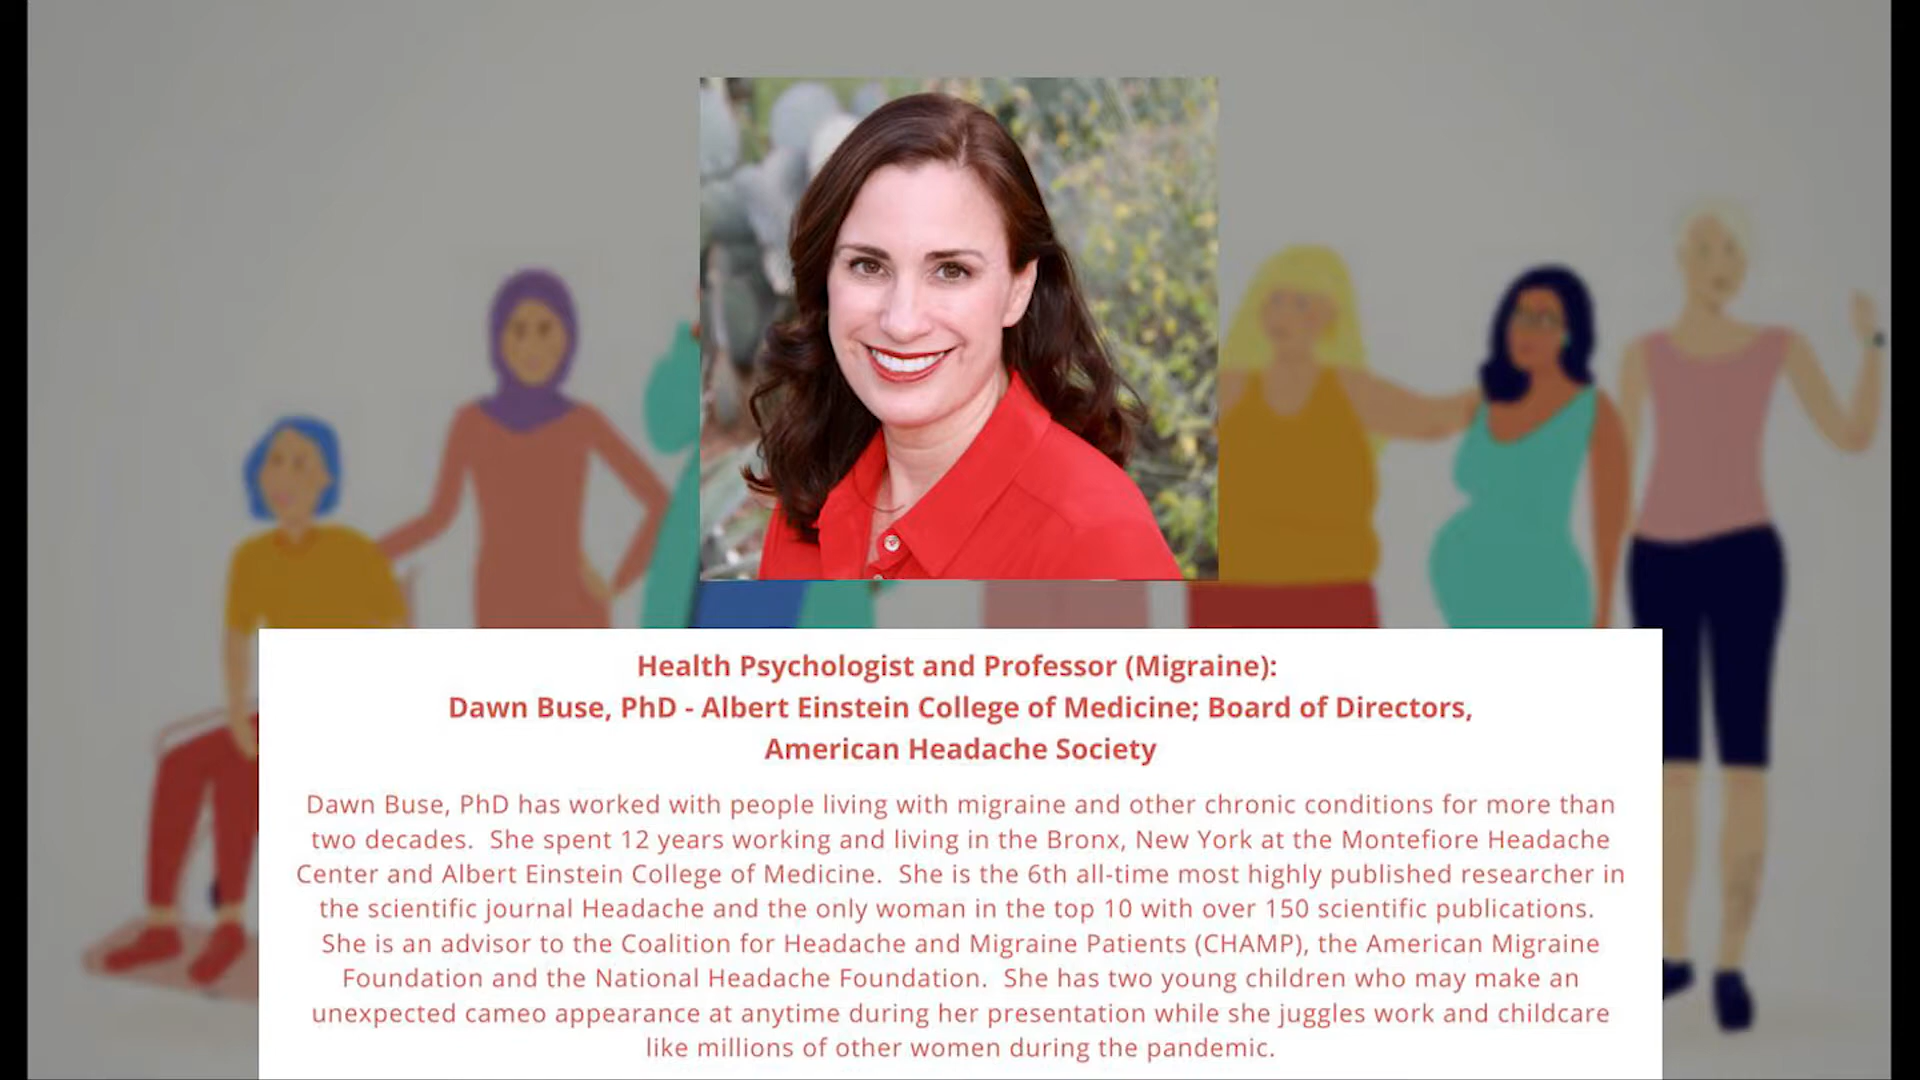 Health Psychologist and Professor (Migraine):
Dawn Buse, PhD - Albert Einstein College of Medicine; Board of Directors,
American Headache Society
Dawn Buse, PhD has worked with people living with migraine and other chronic conditions for more than
two decades.  She spent 12 years working and living in the Bronx, New York at the Montefiore Headache
Center and Albert Einstein College of Medicine.  She is the 6th all-time most highly published researcher in
the scientific journal Headache and the only woman in the top 10 with over 150 scientific publications.
She is an advisor to the Coalition for Headache and Migraine Patients (CHAMP), the American Migraine
Foundation and the National Headache Foundation.  She has two young children who may make an
unexpected cameo appearance at anytime during her presentation while she juggles work and childcare
like millions of other women during the pandemic.